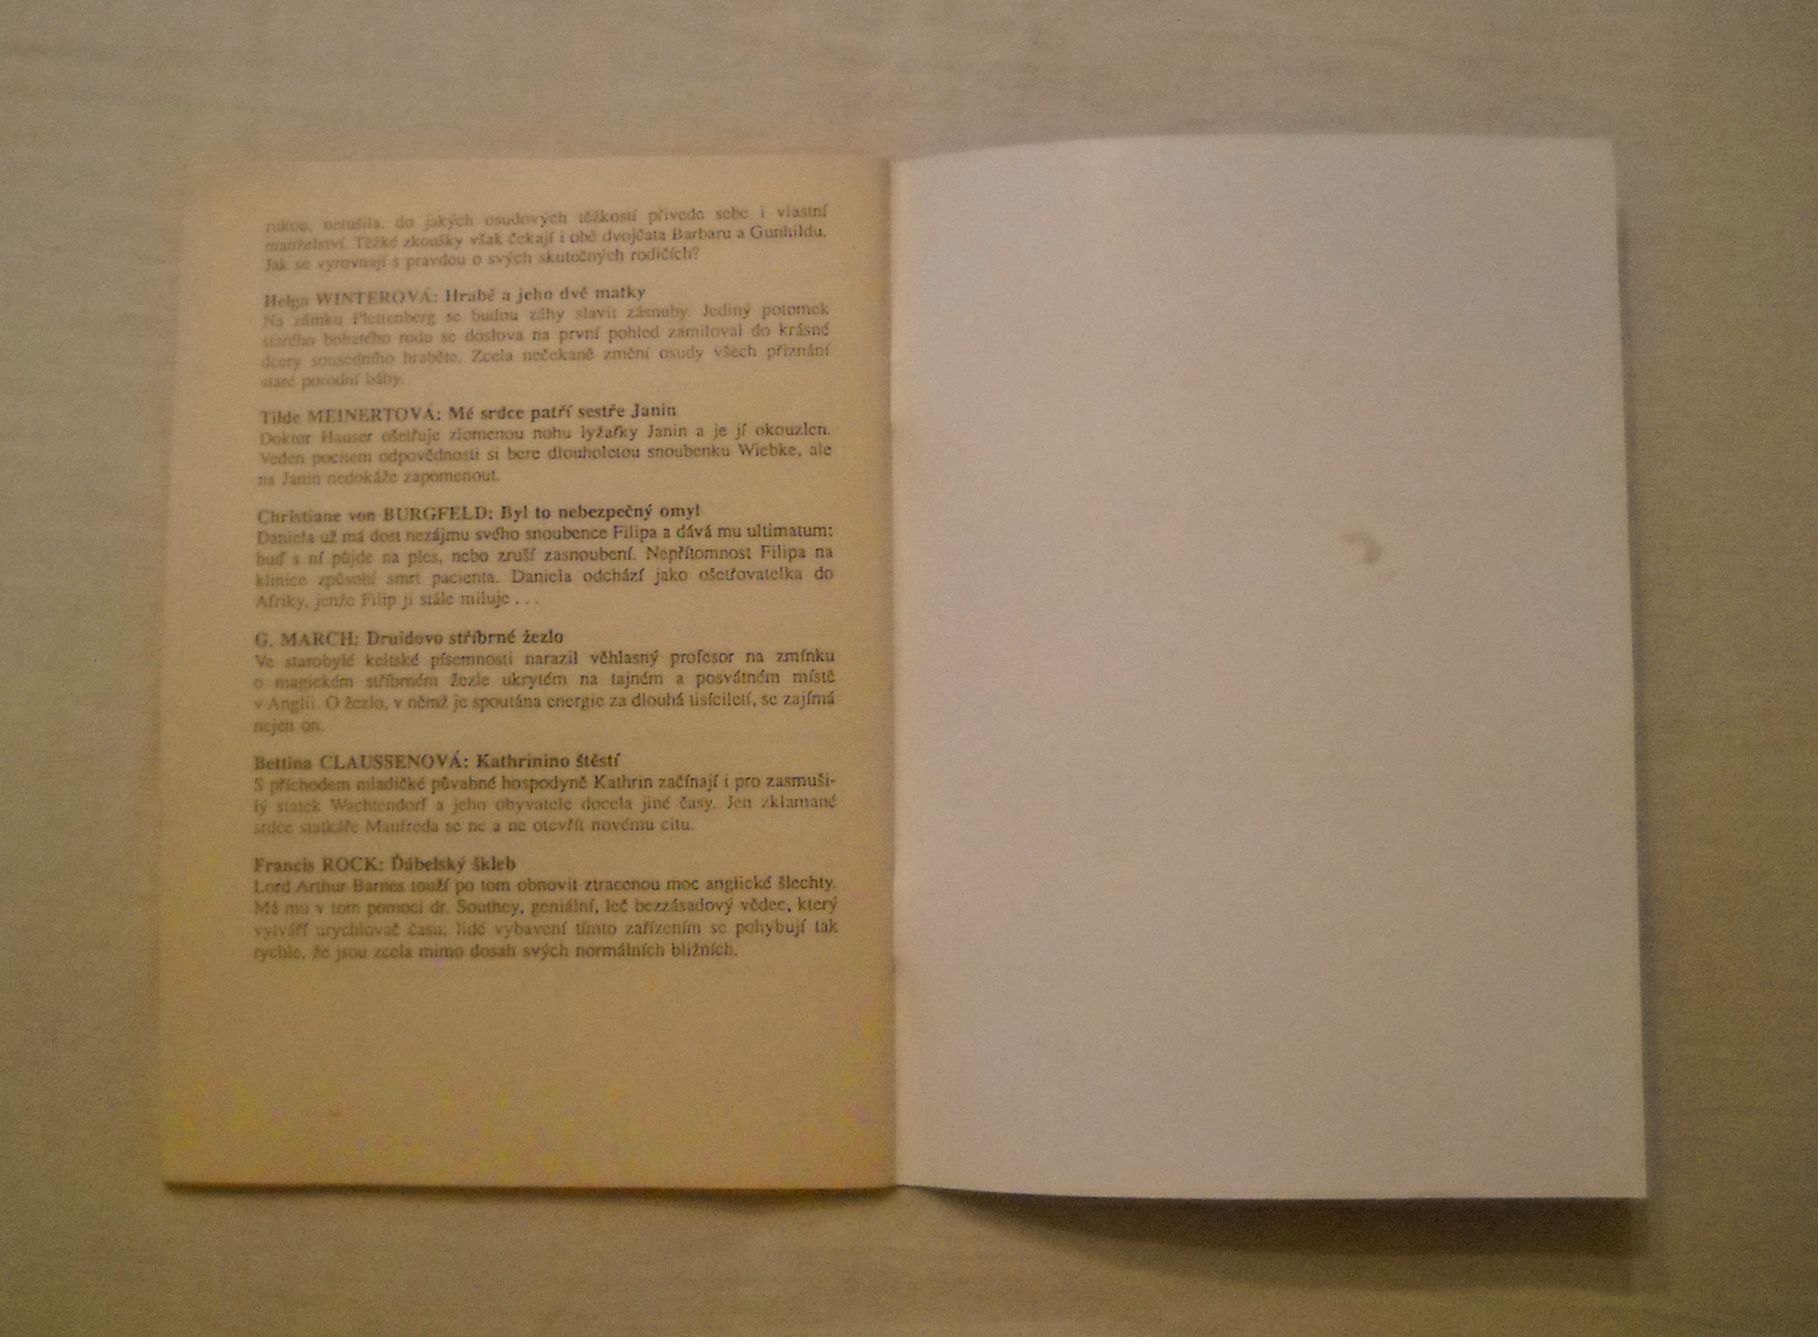 rukou, netušila, do jakých osudových těžkostí přivede sebe i vlastní
manželství. Těžké zkoušky však čekají i obě dvojčata Barbaru a Gunhildu.
Jak se vyrovnají s pravdou o svých skutečných rodičích?
Helga WINTEROVÁ: Hrabě a jeho dvě matky
Na zámku Plettenberg se budou záhy slavit zásnuby. Jediný potomek
starého bohatého rodu se doslova na první pohled zamiloval do krásné
dcery sousedního hraběte. Zcela nečekaně změní osudy všech přiznání
staré porodní báby.
Tilde MEINERTOVÁ: Mé srdce patří sestře Janin
Doktor Hauser ošetřuje zlomenou nohu lyžařky Janin a je jí okouzlen.
Veden pocitem odpovědnosti si bere dlouholetou snoubenku Wiebke, ale
na Janin nedokáže zapomenout.
Christiane von BURGFELD: Byl to nebezpečný omyl
Daniela už má dost nezájmu svého snoubence Filipa a dává mu ultimatum:
buď s ní půjde na ples, nebo zruší zasnoubení. Nepřítomnost Filipa na
klinice způsobí smrt pacienta. Daniela odchází jako ošetřovatelka do
Afriky, jenže Filip ji stále miluje . . .
G. MARCH: Druidovo stříbrné žezlo
Ve starobylé keltské písemnosti narazil věhlasný profesor na zmínku
o magickém stříbrném žezle ukrytém na tajném a posvátném místě
v Anglii. O žezlo, v němž je spoutána energie za dlouhá tisíciletí, se zajímá
nejen on.
Bettina CLAUSSENOVÁ: Kathrinino štěstí
S příchodem mladičké půvabné hospodyně Kathrin začínají i pro zasmuši-
lý statek Wachtendorf a jeho obyvatele docela jiné časy. Jen zklamané
srdce statkáře Manfreda se ne a ne otevřít novému citu.
Francis ROCK: Ďábelský škleb
Lord Arthur Barnes touží po tom obnovit ztracenou moc anglické šlechty.
Má mu v tom pomoci dr. Southey, geniální, leč bezzásadový vědec, který
vytváří urychlovač času; lidé vybavení tímto zařízením se pohybují tak
rychle, že jsou zcela mimo dosah svých normálních bližních.